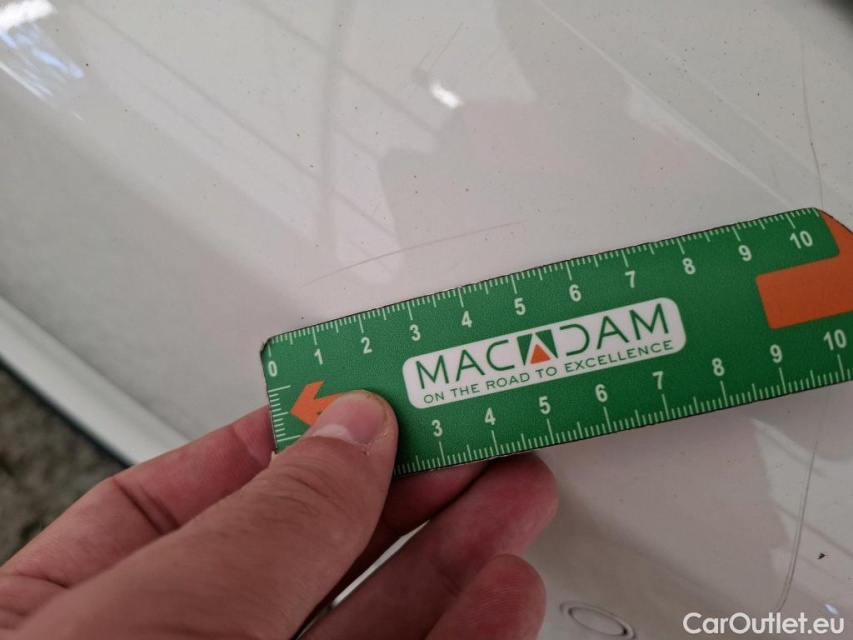 0 1 2 3 4 5 6 7 8 9 10
MACADAM
ON THE ROAD TO EXCELLENCE
3 4 5 6 7 8 9 10
CarOutlet.eu